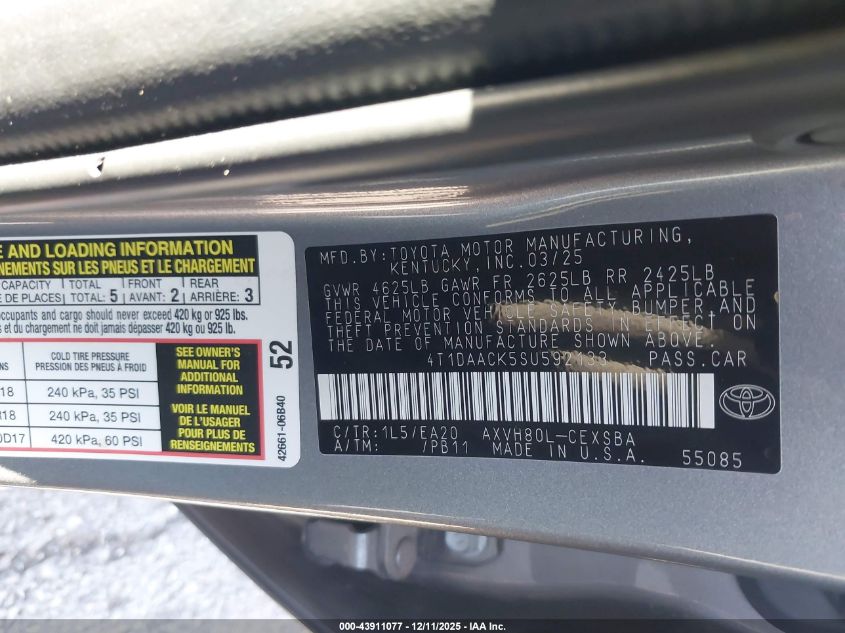 E AND LOADING INFORMATION
NEMENTS SUR LES PNEUS ET LE CHARGEMENT
CAPACITY TOTAL FRONT REAR
DE PLACES TOTAL: 5 AVANT: 2 ARRIÈRE: 3
occupants and cargo should never exceed 420 kg or 925 lbs.
s et du chargement ne doit jamais dépasser 420 kg ou 925 lb.
COLD TIRE PRESSURE
PRESSION DES PNEUS À FROID
18 240 kPa, 35 PSI
R18 240 kPa, 35 PSI
0D17 420 kPa, 60 PSI
SEE OWNER'S
MANUAL FOR
ADDITIONAL
INFORMATION
VOIR LE MANUEL
DE L'USAGER
POUR PLUS DE
RENSEIGNEMENTS
52
42661-06B40
MFD.BY:TOYOTA MOTOR MANUFACTURING,
KENTUCKY, INC.03/25
GVWR 4625LB GAWR FR 2625LB RR 2425LB
THIS VEHICLE CONFORMS TO ALL APPLICABLE
FEDERAL MOTOR VEHICLE SAFETY, BUMPER AND
THEFT PREVENTION STANDARDS IN EFFECT ON
THE DATE OF MANUFACTURE SHOWN ABOVE.
4T1DAACK5SU592133 PASS.CAR
C/TR:1L5/EA20 AXVH80L-CEXSBA
A/TM: /PB11 MADE IN U.S.A.
55085
000-43911077 - 12/11/2025 - IAA Inc.